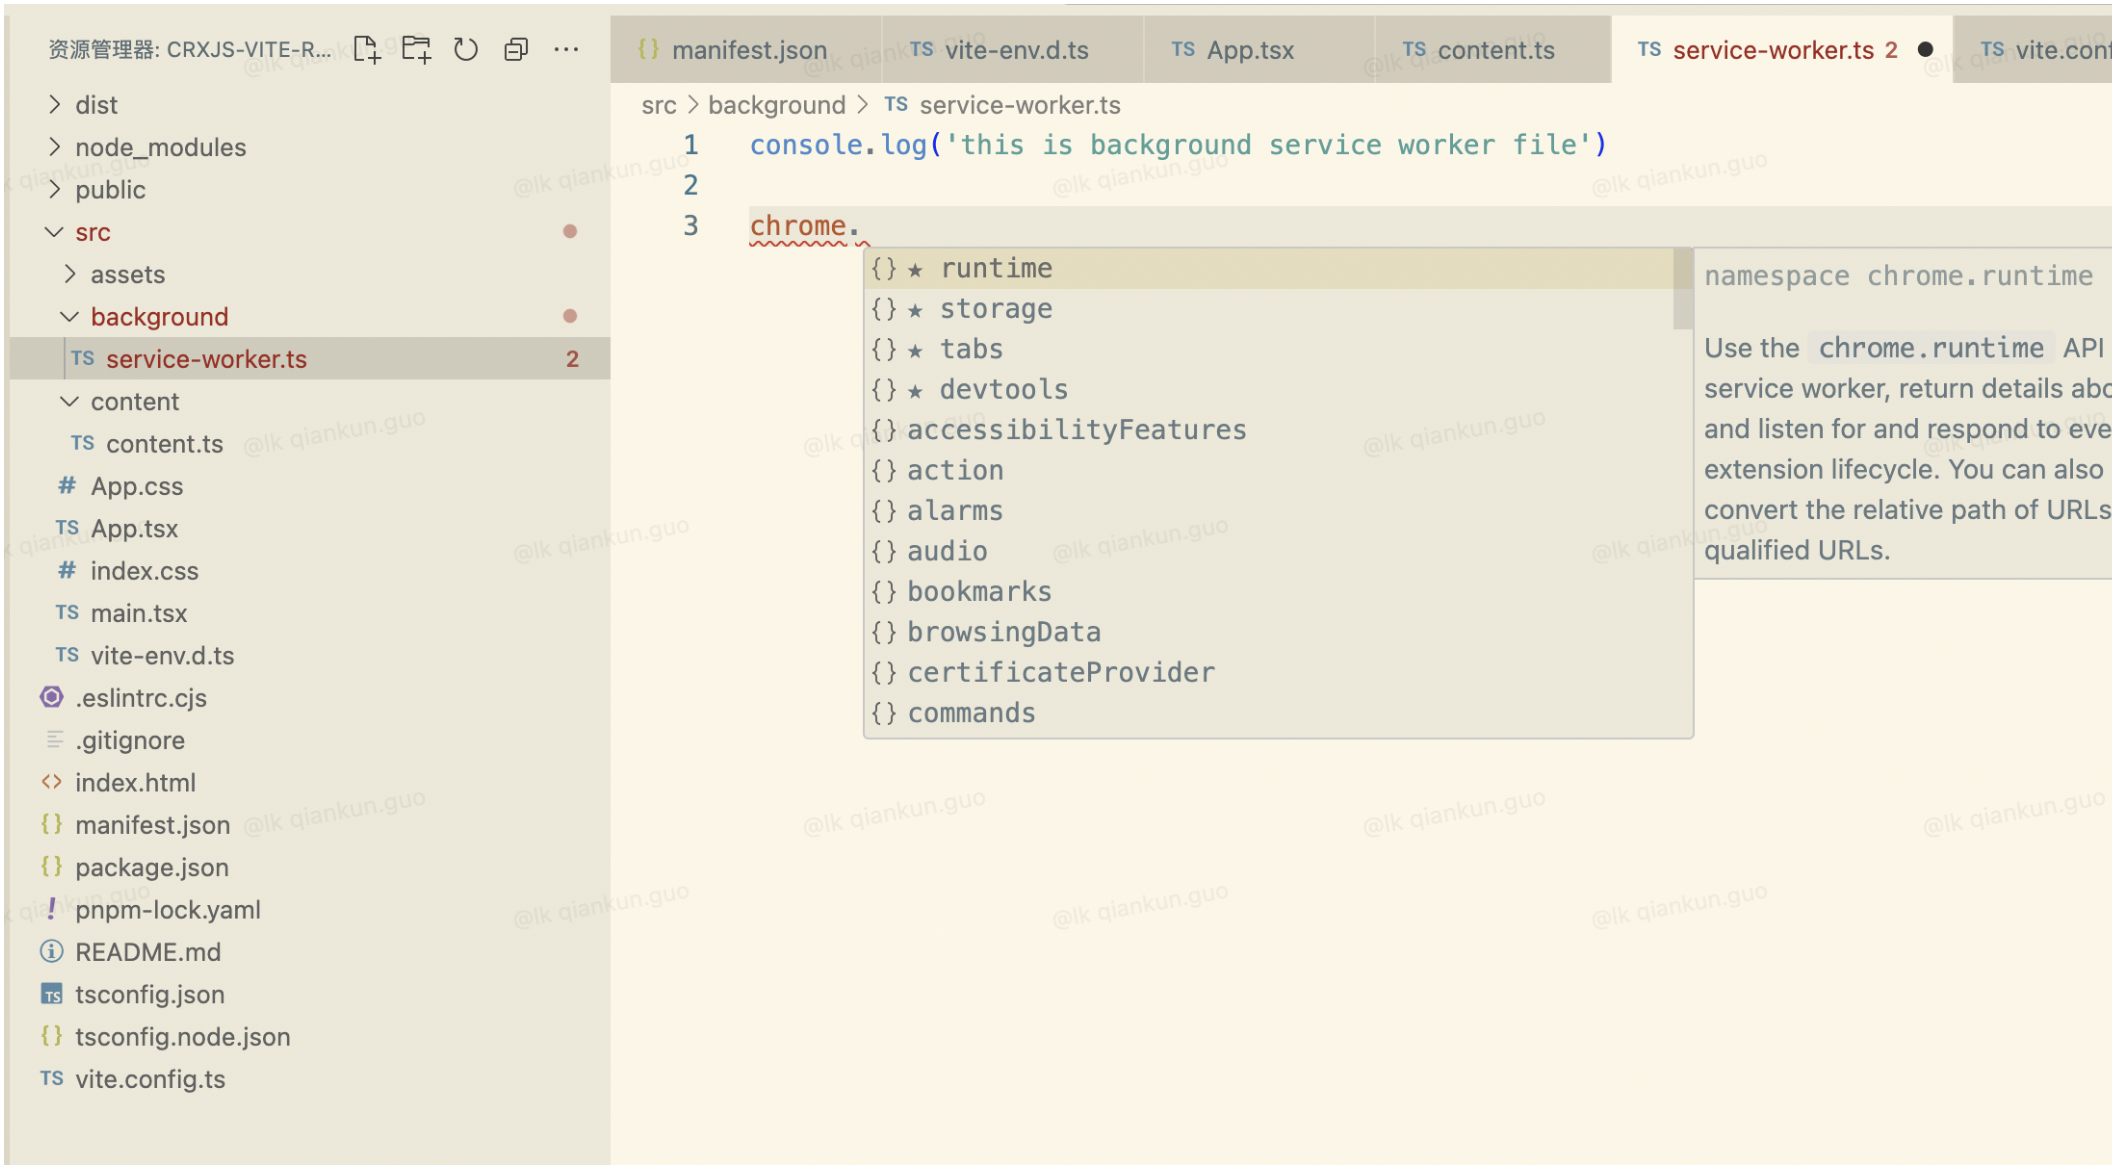 资源管理器: CRXJS-VITE-R...
dist
node_modules
public
src
assets
background
TS service-worker.ts 2
content
TS content.ts
# App.css
TS App.tsx
# index.css
TS main.tsx
TS vite-env.d.ts
.eslintrc.cjs
.gitignore
<> index.html
{} manifest.json
{} package.json
! pnpm-lock.yaml
README.md
TS tsconfig.json
{} tsconfig.node.json
TS vite.config.ts
{} manifest.json TS vite-env.d.ts TS App.tsx TS content.ts TS service-worker.ts 2 ● TS vite.conf
src > background > TS service-worker.ts
1 console.log('this is background service worker file')
2
3 chrome.
{} ★ runtime
{} ★ storage
{} ★ tabs
{} ★ devtools
{} accessibilityFeatures
{} action
{} alarms
{} audio
{} bookmarks
{} browsingData
{} certificateProvider
{} commands
namespace chrome.runtime
Use the chrome.runtime API
service worker, return details abo
and listen for and respond to eve
extension lifecycle. You can also
convert the relative path of URLs
qualified URLs.
@lk qiankun.guo